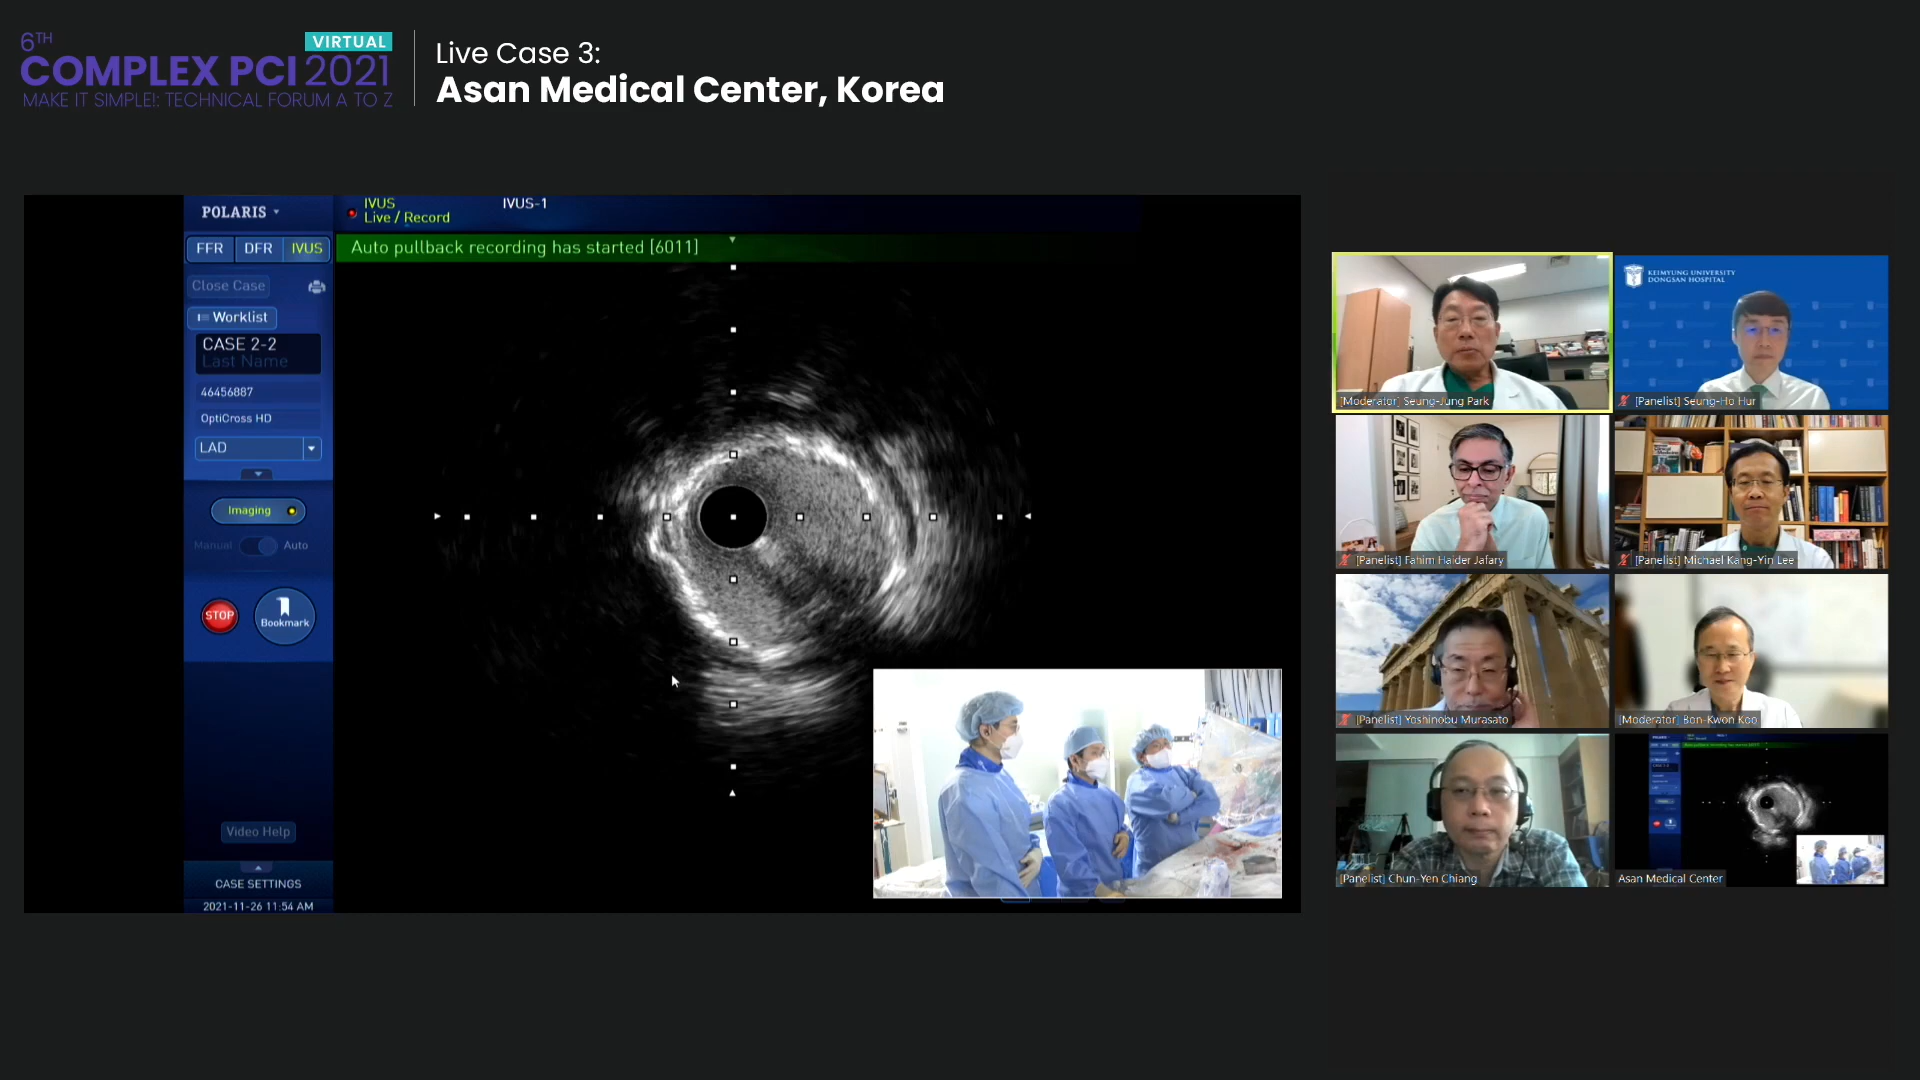 6TH
VIRTUAL
COMPLEX PCI 2021
MAKE IT SIMPLE!: TECHNICAL FORUM A TO Z
Live Case 3:
Asan Medical Center, Korea
POLARIS
FFR DFR IVUS
Close Case
Worklist
CASE 2-2
Last Name
46456887
OptiCross HD
LAD
Imaging
Manual Auto
STOP
Bookmark
Video Help
CASE SETTINGS
2021-11-26 11:54 AM
IVUS
Live / Record
IVUS-1
Auto pullback recording has started [6011]
[Moderator] Seung-Jung Park
KEIMYUNG UNIVERSITY
DONGSAN HOSPITAL
[Panelist] Seung-Ho Hur
[Panelist] Fahim Haider Jafary
[Panelist] Michael Kang-Yin Lee
[Panelist] Yoshinobu Murasato
[Moderator] Bon-Kwon Koo
[Panelist] Chun-Yen Chiang
Asan Medical Center